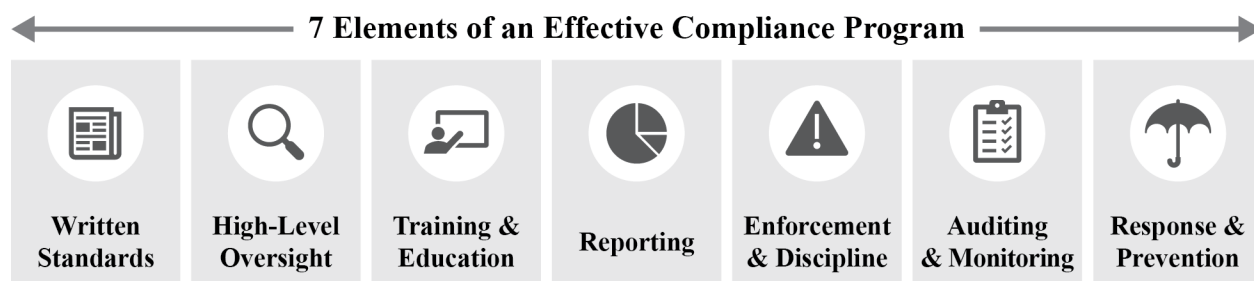 7 Elements of an Effective Compliance Program
Written
Standards
High-Level
Oversight
Training &
Education
Reporting
Enforcement
& Discipline
Auditing
& Monitoring
Response &
Prevention